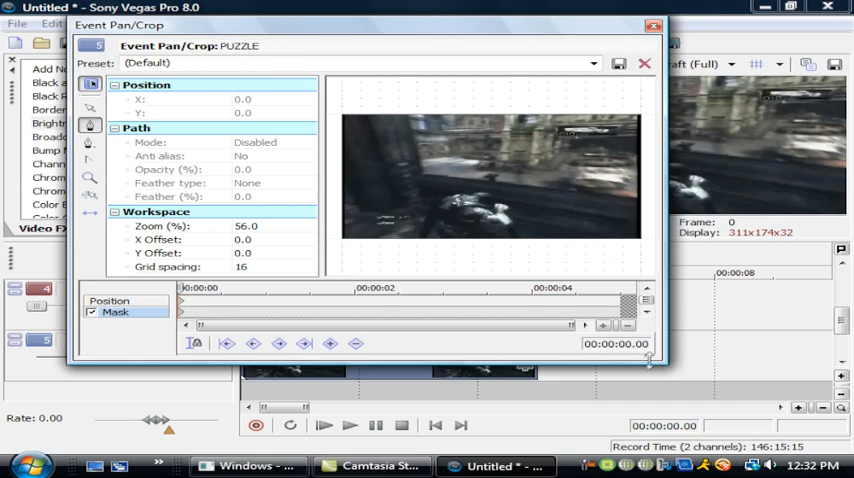 Untitled * - Sony Vegas Pro 8.0
File Edit
Event Pan/Crop
5 Event Pan/Crop: PUZZLE
Preset: (Default)
Position
X: 0.0
Y: 0.0
Path
Mode: Disabled
Anti alias: No
Opacity (%): 0.0
Feather type: None
Feather (%): 0.0
Workspace
Zoom (%): 56.0
X Offset: 0.0
Y Offset: 0.0
Grid spacing: 16
Add No
Black a
Black R
Border
Brightn
Broadc
Bump M
Chann
Chrom
Chrom
Color C
Video FX
aft (Full)
Frame: 0
Display: 311x174x32
00:00:00 00:00:02 00:00:04
Position
Mask
00:00:00.00
00:00:08
4
5
Rate: 0.00
00:00:00.00
Record Time (2 channels): 146:15:15
Windows - ... Camtasia St... Untitled * - ... 12:32 PM